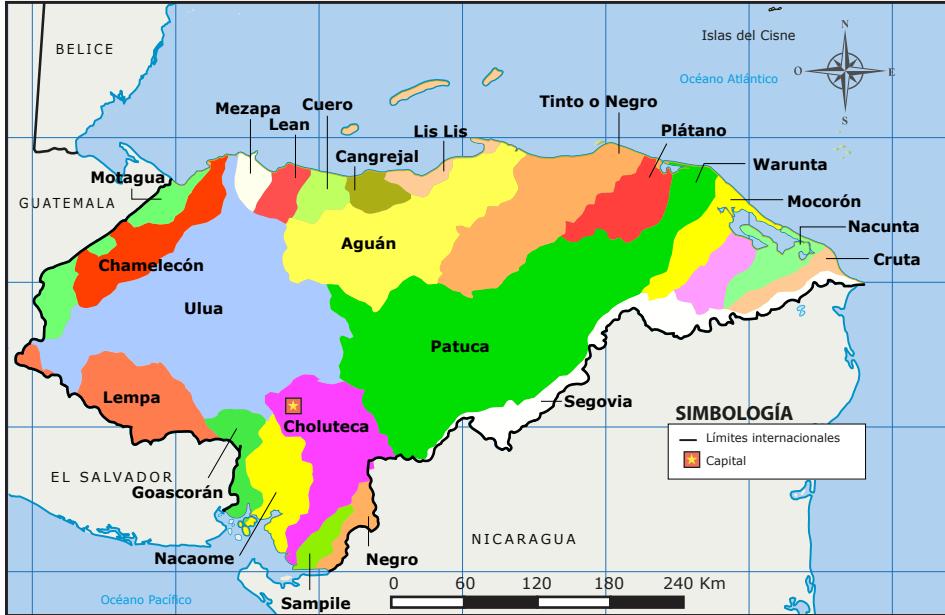 BELICE
Islas del Cisne
N
O
E
S
Océano Atlántico
Cuero
Mezapa
Tinto o Negro
Lean
Lis Lis
Plátano
Cangrejal
Warunta
Motagua
Mocorón
GUATEMALA
Nacunta
Aguán
Cruta
Chamelecón
Ulua
Patuca
Lempa
Segovia
SIMBOLOGÍA
Choluteca
Límites internacionales
Capital
EL SALVADOR
Goascorán
NICARAGUA
Nacaome
Negro
0 60 120 180 240 Km
Océano Pacífico
Sampile